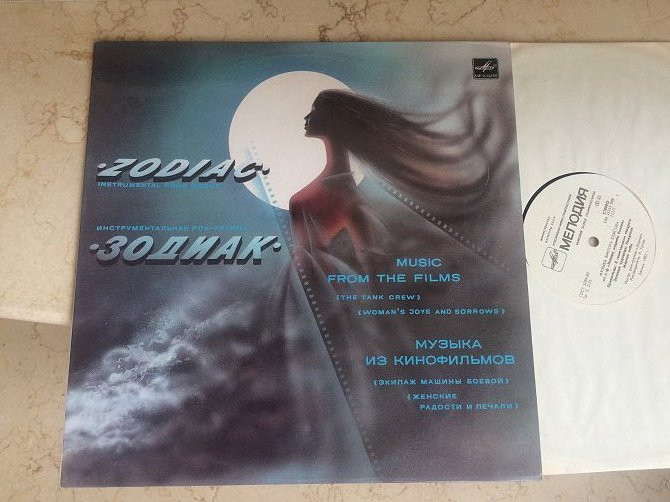 МЕЛОДИЯ
·ZODIAC·
INSTRUMENTAL ROCK GROUP
ИНСТРУМЕНТАЛЬНАЯ РОК-ГРУППА
·ЗОДИАК·
MUSIC
FROM THE FILMS
(THE TANK CREW)
(WOMAN'S JOYS AND SORROWS)
МУЗЫКА
ИЗ КИНОФИЛЬМОВ
(ЭКИПАЖ МАШИНЫ БОЕВОЙ)
(ЖЕНСКИЕ
РАДОСТИ И ПЕЧАЛИ)
МЕЛОДИЯ
СТЕРЕО